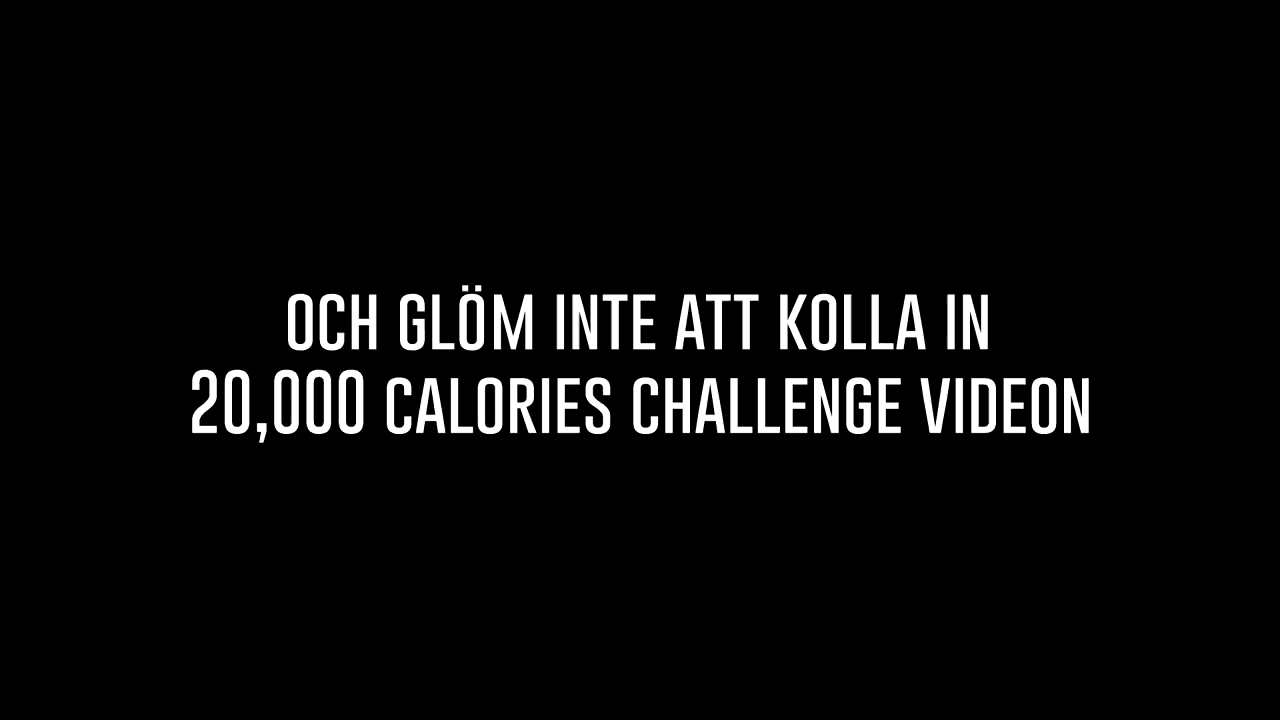 OCH GLÖM INTE ATT KOLLA IN
20,000 CALORIES CHALLENGE VIDEON